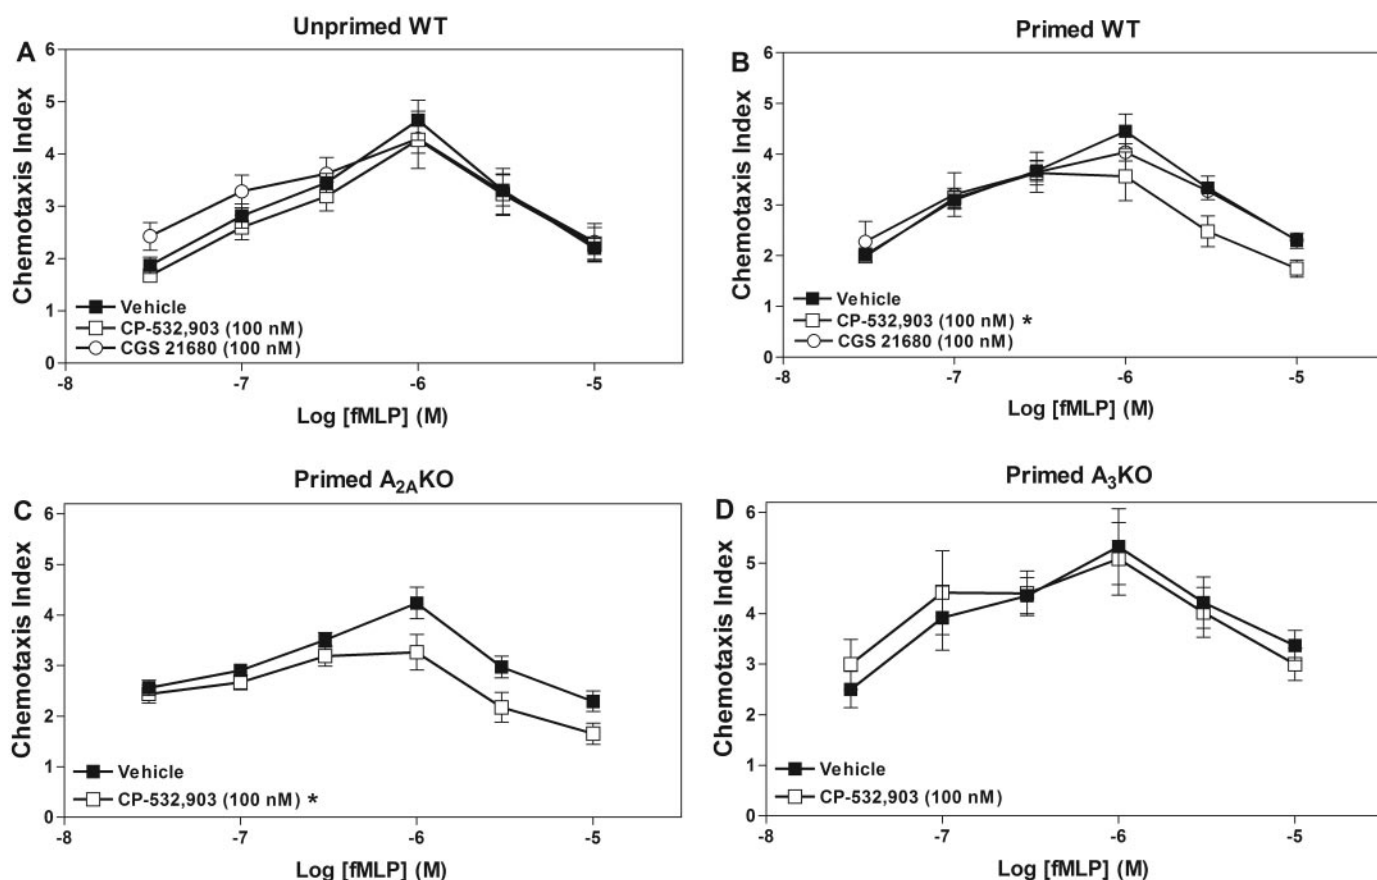 Unprimed WT
A
Chemotaxis Index
6
5
4
3
2
1
0
Vehicle
CP-532,903 (100 nM)
CGS 21680 (100 nM)
-8 -7 -6 -5
Log [fMLP] (M)
Primed WT
B
Chemotaxis Index
6
5
4
3
2
1
0
Vehicle
CP-532,903 (100 nM) *
CGS 21680 (100 nM)
-8 -7 -6 -5
Log [fMLP] (M)
Primed A2AKO
C
Chemotaxis Index
6
5
4
3
2
1
0
Vehicle
CP-532,903 (100 nM) *
-8 -7 -6 -5
Log [fMLP] (M)
Primed A3KO
D
Chemotaxis Index
6
5
4
3
2
1
0
Vehicle
CP-532,903 (100 nM)
-8 -7 -6 -5
Log [fMLP] (M)